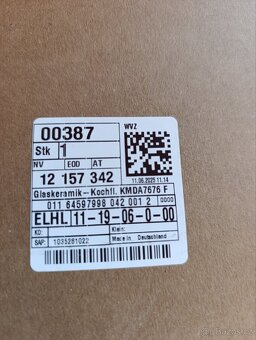 00387
WVZ
Stk 1
NV EOD AT
12 157 342
11.06.2025 11.14
Glaskeramik-Kochfl. KMDA7676 F
011 64597998 042 001 2 0000
ELHL 11-19-06-0-00
KD: Klein:
SAP: 1035281022 Made in Deutschland